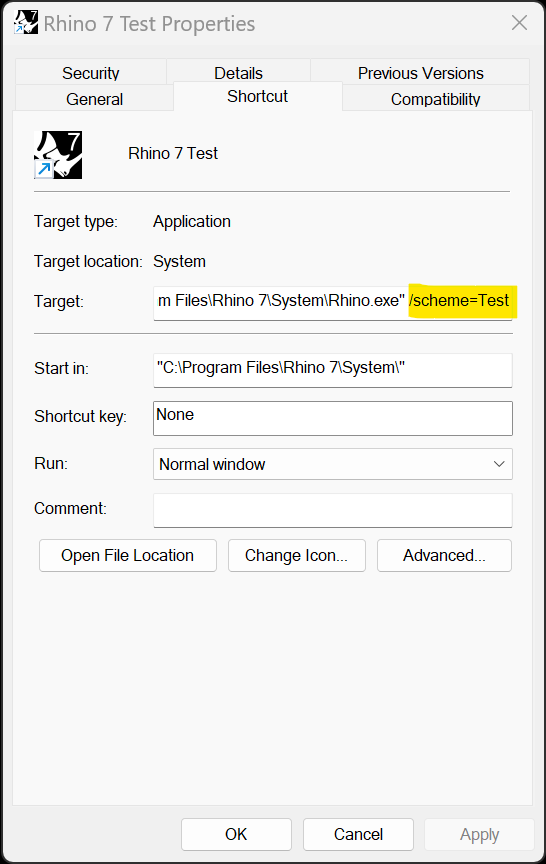 Rhino 7 Test Properties
Security Details Previous Versions
General Shortcut Compatibility
7
Rhino 7 Test
Target type: Application
Target location: System
Target: m Files\Rhino 7\System\Rhino.exe" /scheme=Test
Start in: "C:\Program Files\Rhino 7\System\"
Shortcut key: None
Run: Normal window
Comment:
Open File Location Change Icon... Advanced...
OK Cancel Apply